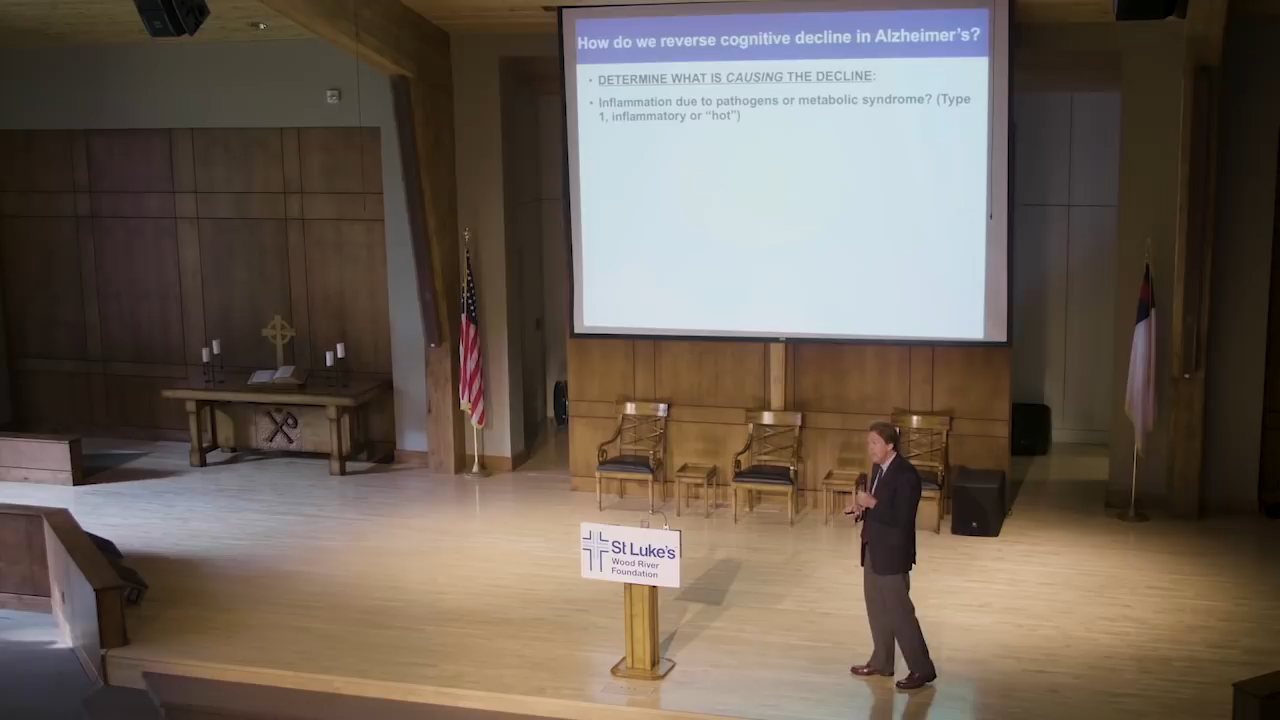 How do we reverse cognitive decline in Alzheimer's?
• DETERMINE WHAT IS CAUSING THE DECLINE:
• Inflammation due to pathogens or metabolic syndrome? (Type
1, inflammatory or “hot”)
St Luke's
Wood River
Foundation